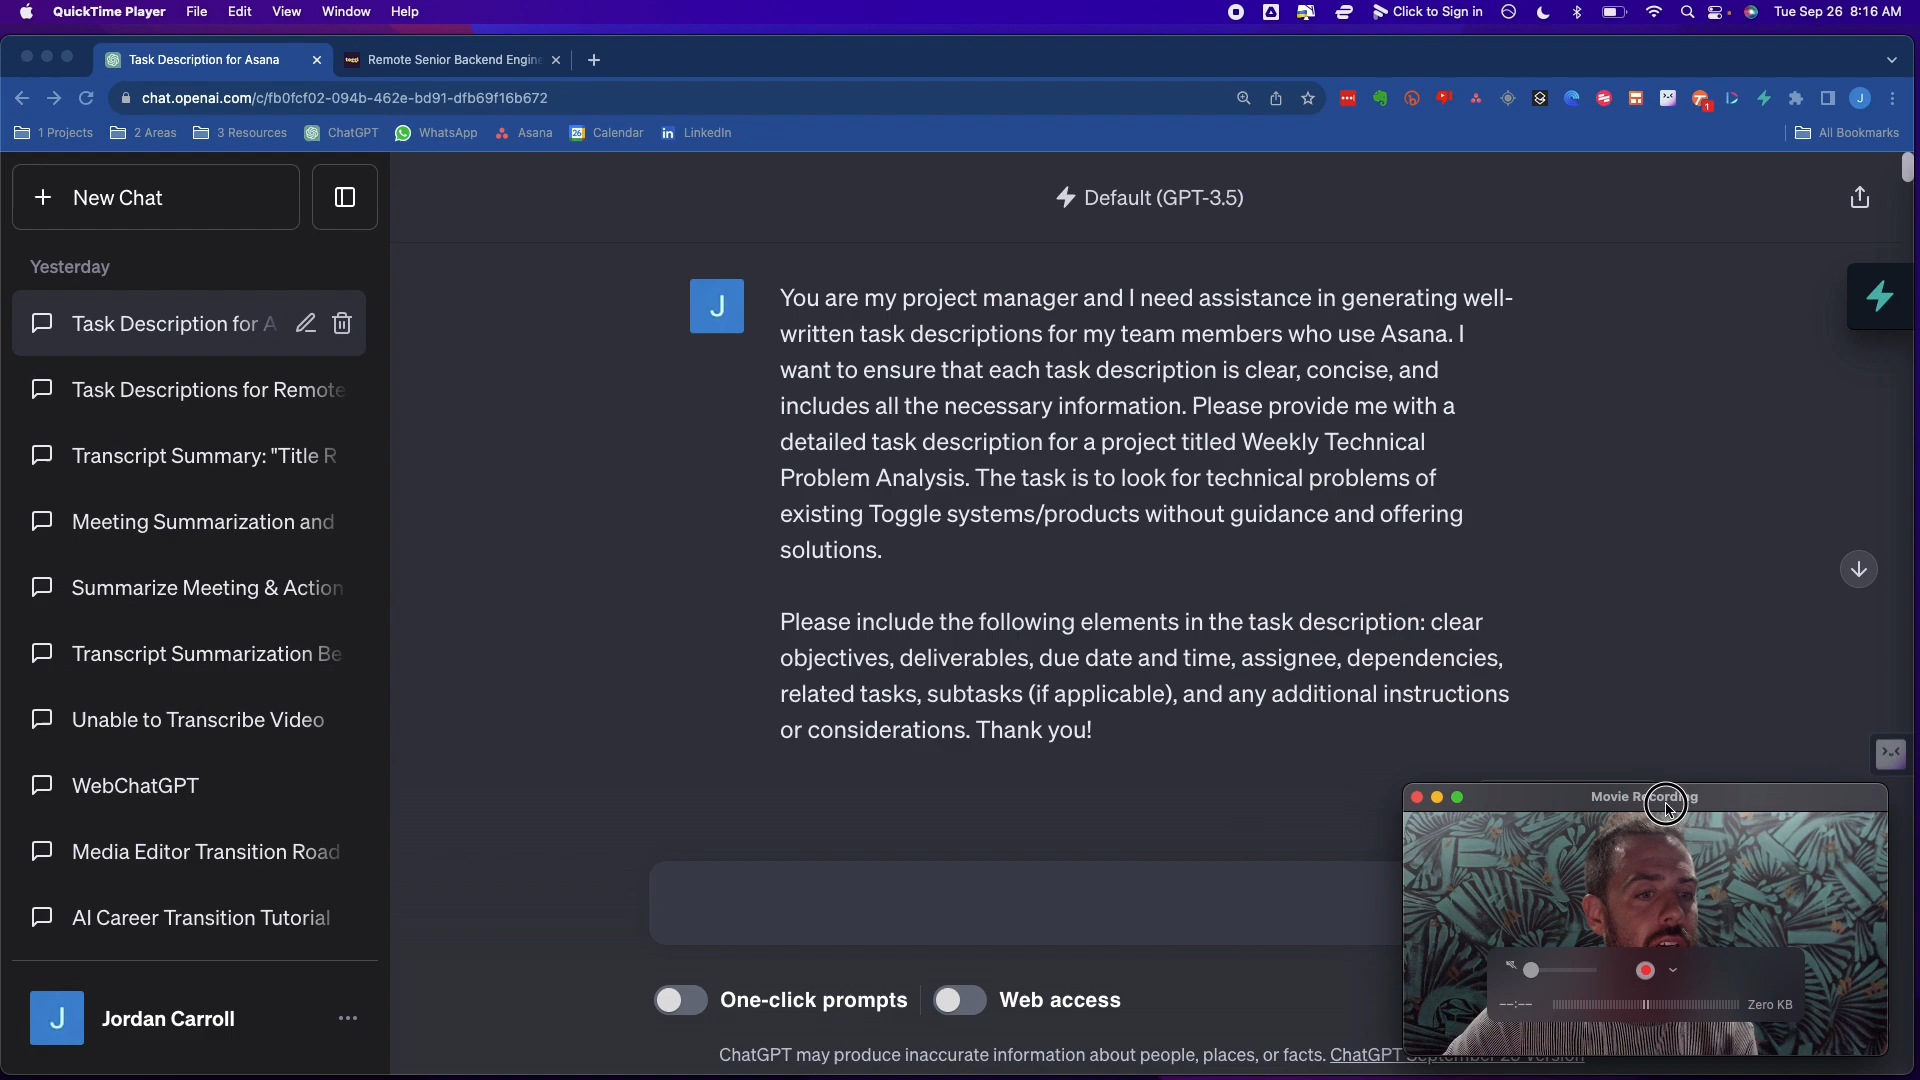 QuickTime Player File Edit View Window Help
Click to Sign in
Tue Sep 26 8:16 AM
Task Description for Asana
toggl Remote Senior Backend Engine
chat.openai.com/c/fb0fcf02-094b-462e-bd91-dfb69f16b672
1
J
1 Projects 2 Areas 3 Resources ChatGPT WhatsApp Asana 26 Calendar in LinkedIn All Bookmarks
New Chat
Default (GPT-3.5)
Yesterday
Task Description for A
Task Descriptions for Remote
Transcript Summary: "Title R
Meeting Summarization and
Summarize Meeting & Action
Transcript Summarization Be
Unable to Transcribe Video
WebChatGPT
Media Editor Transition Road
AI Career Transition Tutorial
J Jordan Carroll
J
You are my project manager and I need assistance in generating well-
written task descriptions for my team members who use Asana. I
want to ensure that each task description is clear, concise, and
includes all the necessary information. Please provide me with a
detailed task description for a project titled Weekly Technical
Problem Analysis. The task is to look for technical problems of
existing Toggle systems/products without guidance and offering
solutions.
Please include the following elements in the task description: clear
objectives, deliverables, due date and time, assignee, dependencies,
related tasks, subtasks (if applicable), and any additional instructions
or considerations. Thank you!
Movie Recording
--:-- Zero KB
One-click prompts Web access
ChatGPT may produce inaccurate information about people, places, or facts. ChatGPT September 20 Version